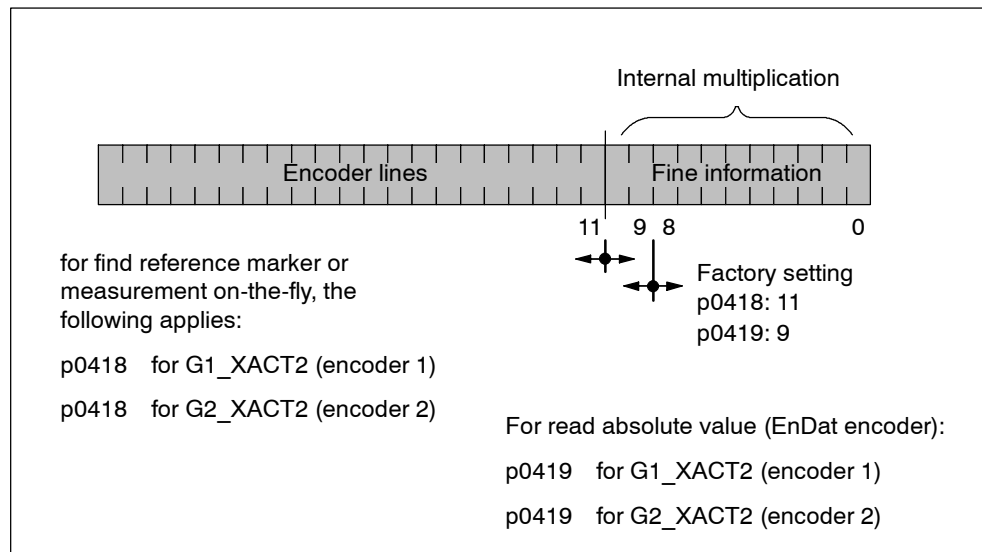 Internal multiplication
Encoder lines
Fine information
11 9 8 0
for find reference marker or
measurement on-the-fly, the
following applies:
p0418 for G1_XACT2 (encoder 1)
p0418 for G2_XACT2 (encoder 2)
Factory setting
p0418: 11
p0419: 9
For read absolute value (EnDat encoder):
p0419 for G1_XACT2 (encoder 1)
p0419 for G2_XACT2 (encoder 2)